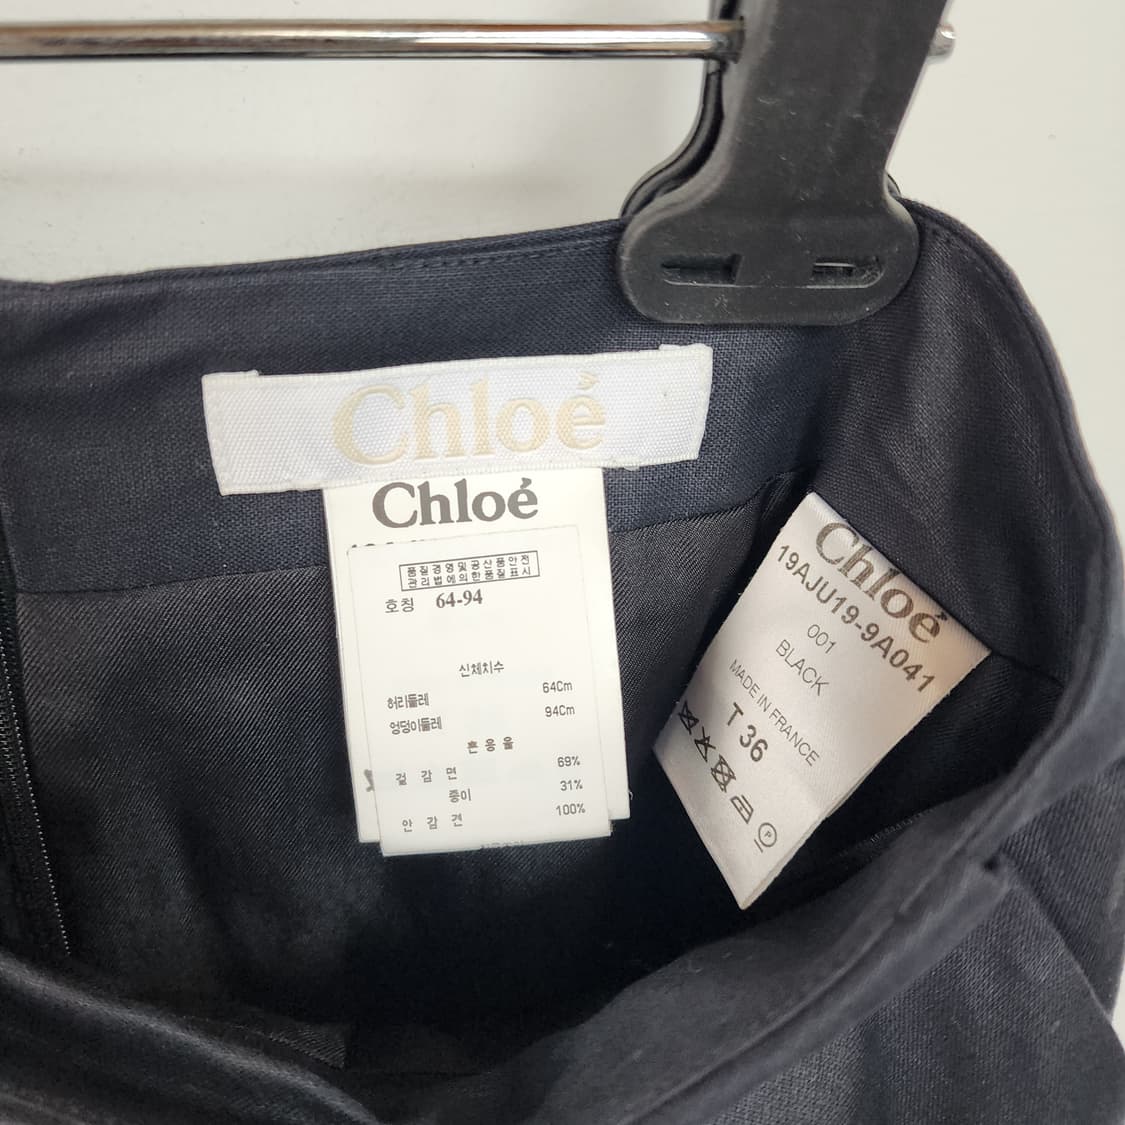 Chloé
Chloé
품질경영및공산품안전
관리법에의한품질표시
호칭 64-94
신체치수
허리둘레 64Cm
엉덩이둘레 94Cm
혼용율
겉감 면 69%
종이 31%
안감 견 100%
Chloé
19AJU19-9A041
001
BLACK
MADE IN FRANCE
T 36
P